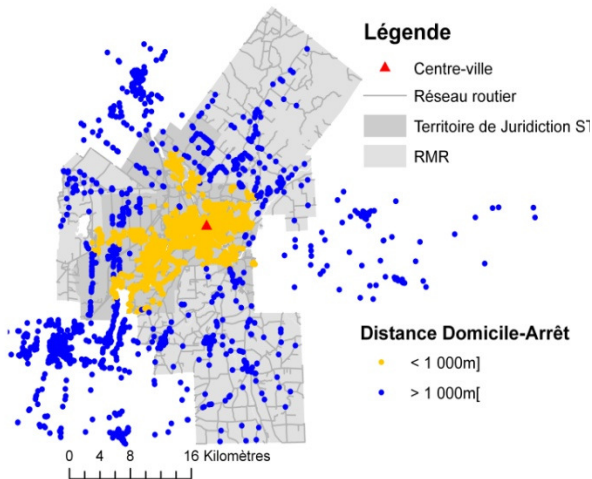 Légende
Centre-ville
Réseau routier
Territoire de Juridiction ST
RMR
Distance Domicile-Arrêt
< 1 000m]
> 1 000m[
0 4 8 16 Kilomètres